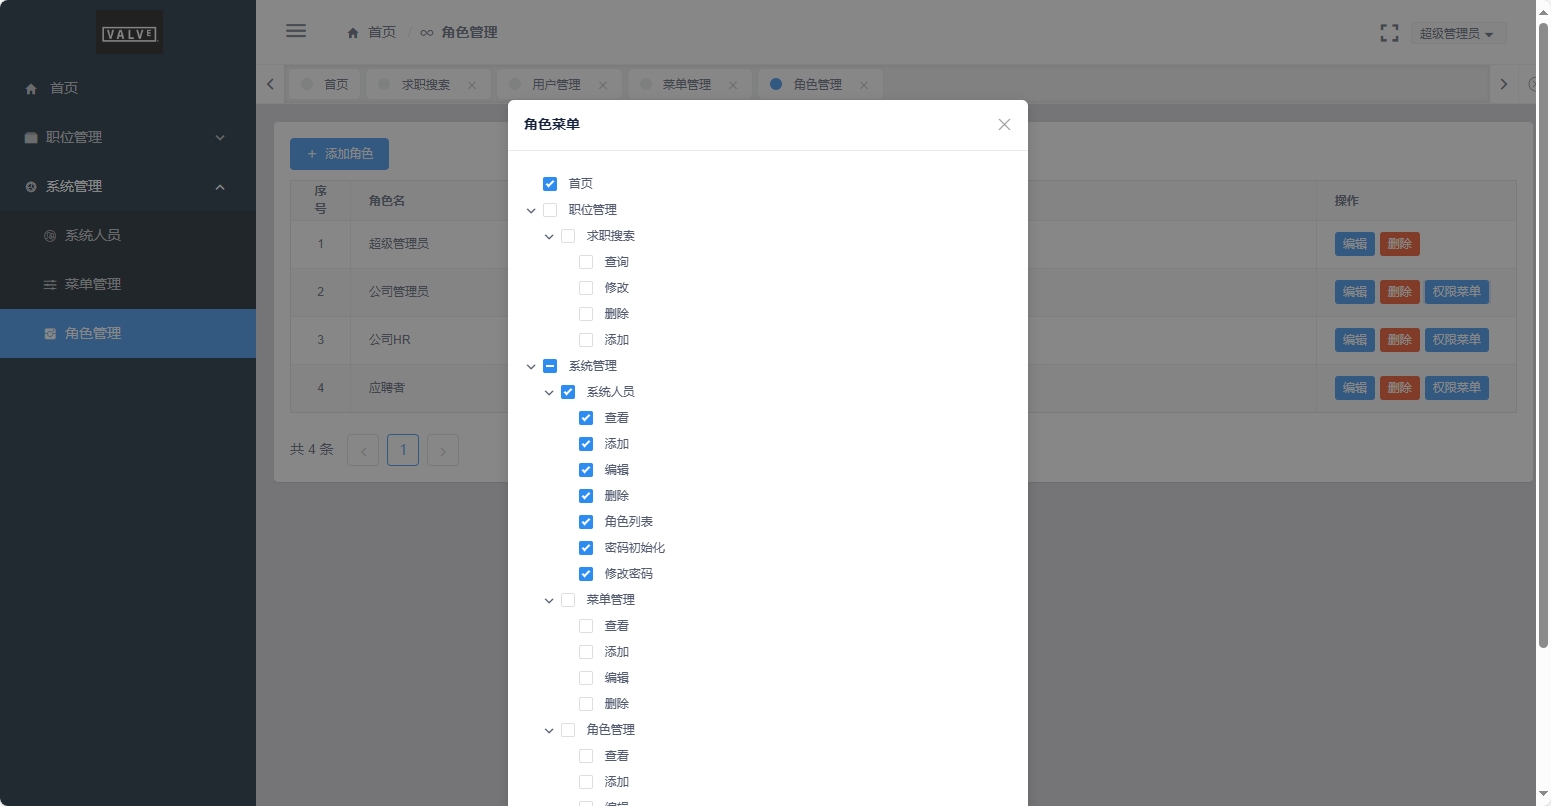 VALVE
首页
职位管理
系统管理
系统人员
菜单管理
角色管理
首页 / 角色管理
超级管理员
首页 求职搜索 用户管理 菜单管理 角色管理
+ 添加角色
序号 角色名 操作
1 超级管理员 编辑 删除
2 公司管理员 编辑 删除 权限菜单
3 公司HR 编辑 删除 权限菜单
4 应聘者 编辑 删除 权限菜单
共 4 条 1
角色菜单
首页
职位管理
求职搜索
查询
修改
删除
添加
系统管理
系统人员
查看
添加
编辑
删除
角色列表
密码初始化
修改密码
菜单管理
查看
添加
编辑
删除
角色管理
查看
添加
编辑